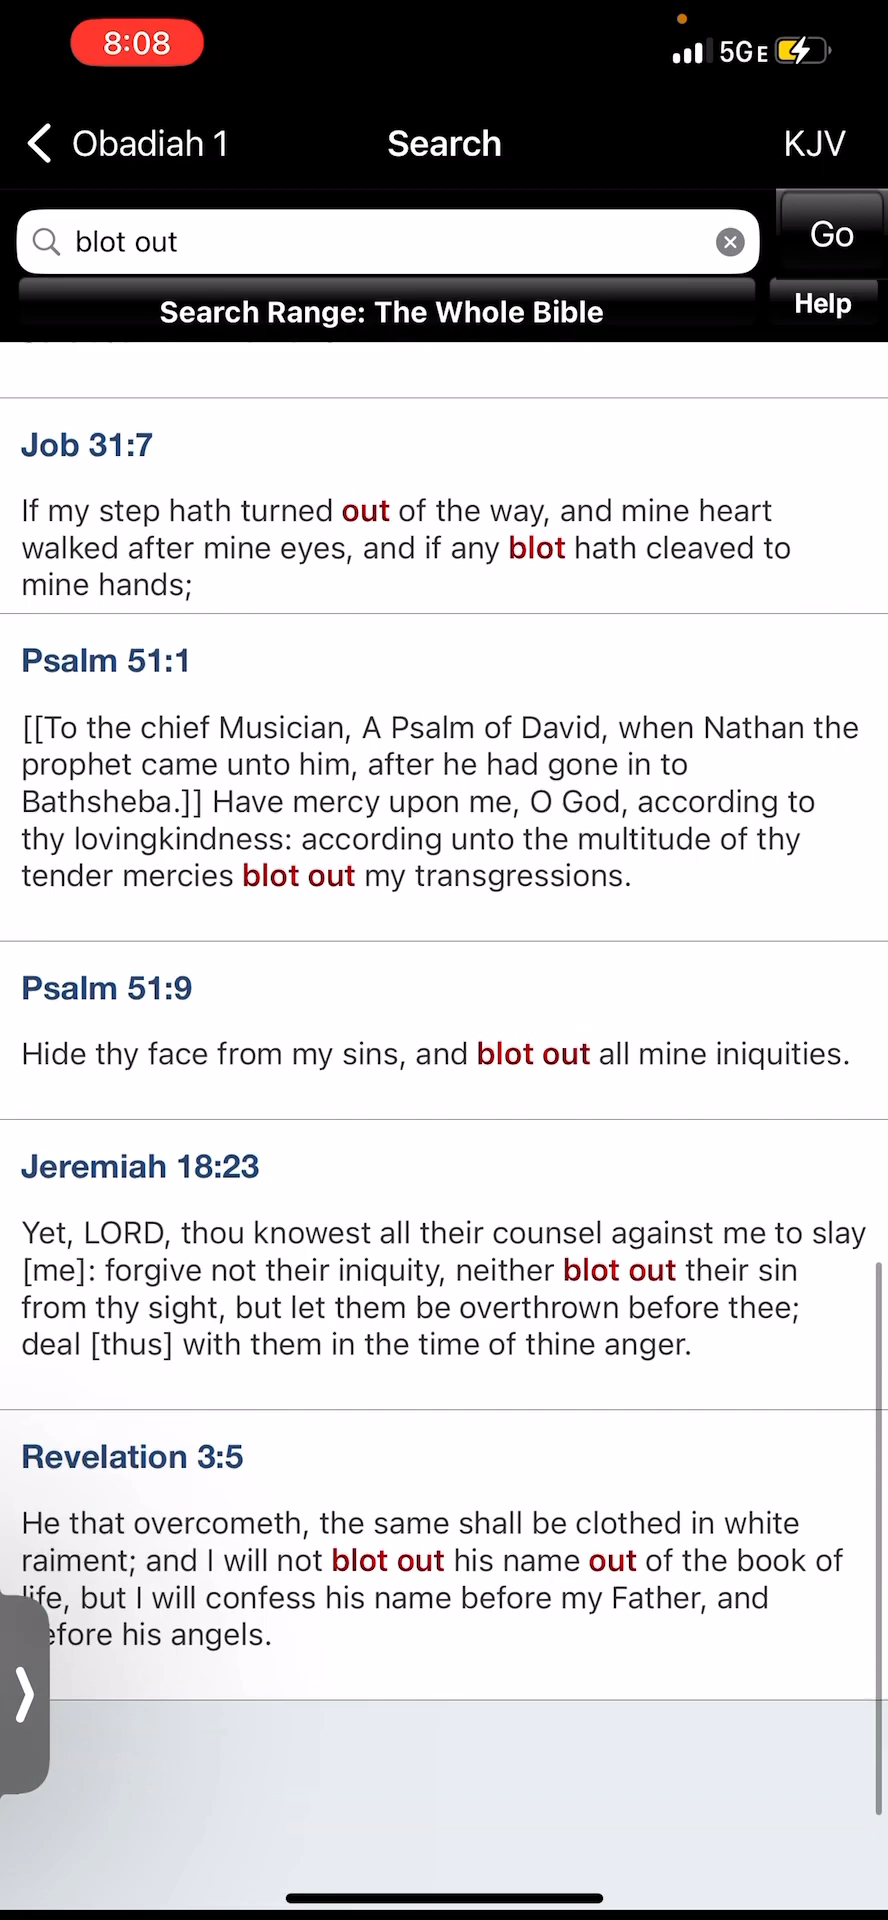 8:08
5GE
Obadiah 1
Search
KJV
blot out
Go
Search Range: The Whole Bible
Help
Job 31:7
If my step hath turned out of the way, and mine heart
walked after mine eyes, and if any blot hath cleaved to
mine hands;
Psalm 51:1
[[To the chief Musician, A Psalm of David, when Nathan the
prophet came unto him, after he had gone in to
Bathsheba.]] Have mercy upon me, O God, according to
thy lovingkindness: according unto the multitude of thy
tender mercies blot out my transgressions.
Psalm 51:9
Hide thy face from my sins, and blot out all mine iniquities.
Jeremiah 18:23
Yet, LORD, thou knowest all their counsel against me to slay
[me]: forgive not their iniquity, neither blot out their sin
from thy sight, but let them be overthrown before thee;
deal [thus] with them in the time of thine anger.
Revelation 3:5
He that overcometh, the same shall be clothed in white
raiment; and I will not blot out his name out of the book of
life, but I will confess his name before my Father, and
efore his angels.